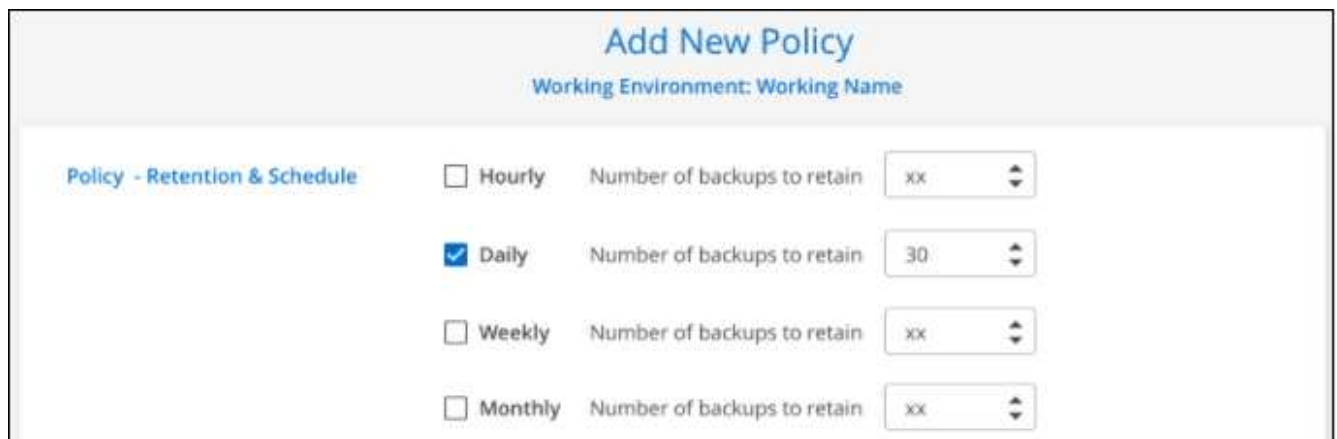 Add New Policy
Working Environment: Working Name
Policy - Retention & Schedule Hourly Number of backups to retain xx
Daily Number of backups to retain 30
Weekly Number of backups to retain xx
Monthly Number of backups to retain xx